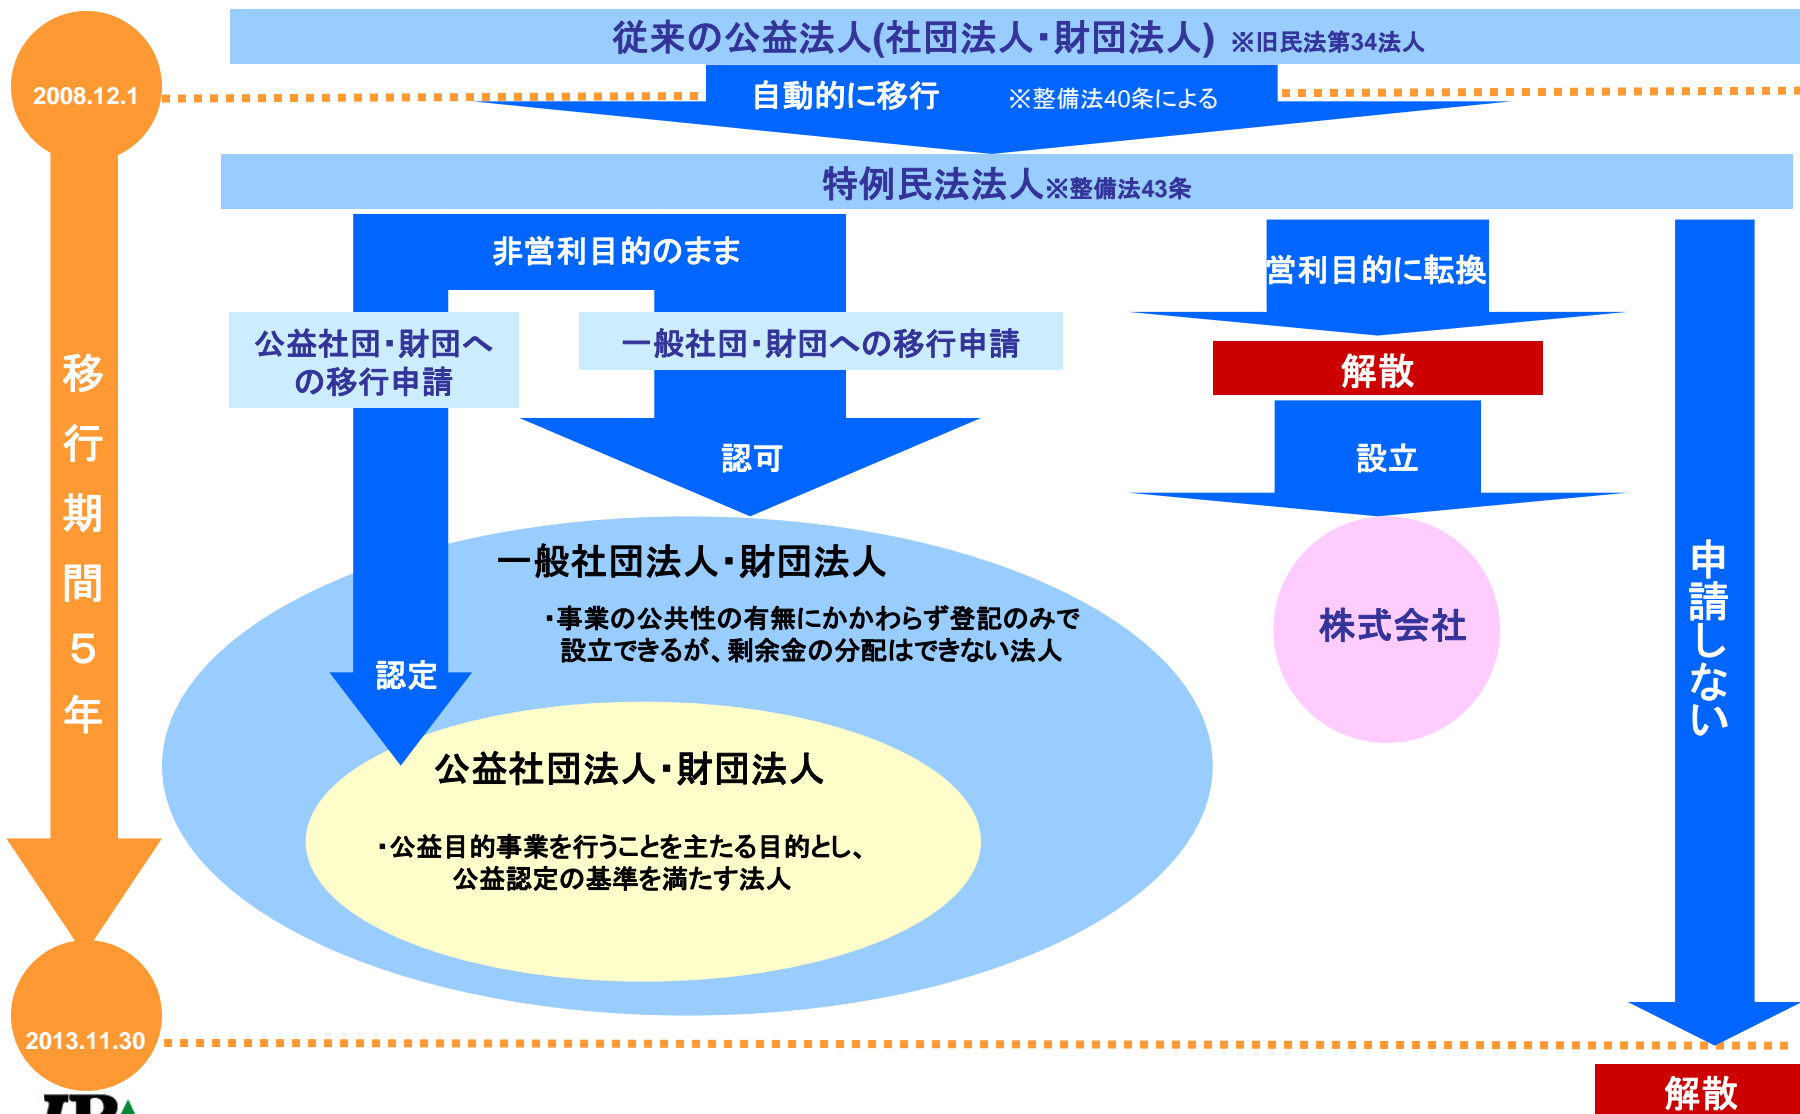 従来の公益法人(社団法人・財団法人) ※旧民法第34法人
2008.12.1
自動的に移行 ※整備法40条による
特例民法法人※整備法43条
非営利目的のまま
営利目的に転換
公益社団・財団へ
の移行申請
一般社団・財団への移行申請
解散
認可
設立
移行期間5年
一般社団法人・財団法人
・事業の公共性の有無にかかわらず登記のみで
設立できるが、剰余金の分配はできない法人
株式会社
申請しない
認定
公益社団法人・財団法人
・公益目的事業を行うことを主たる目的とし、
公益認定の基準を満たす法人
2013.11.30
解散